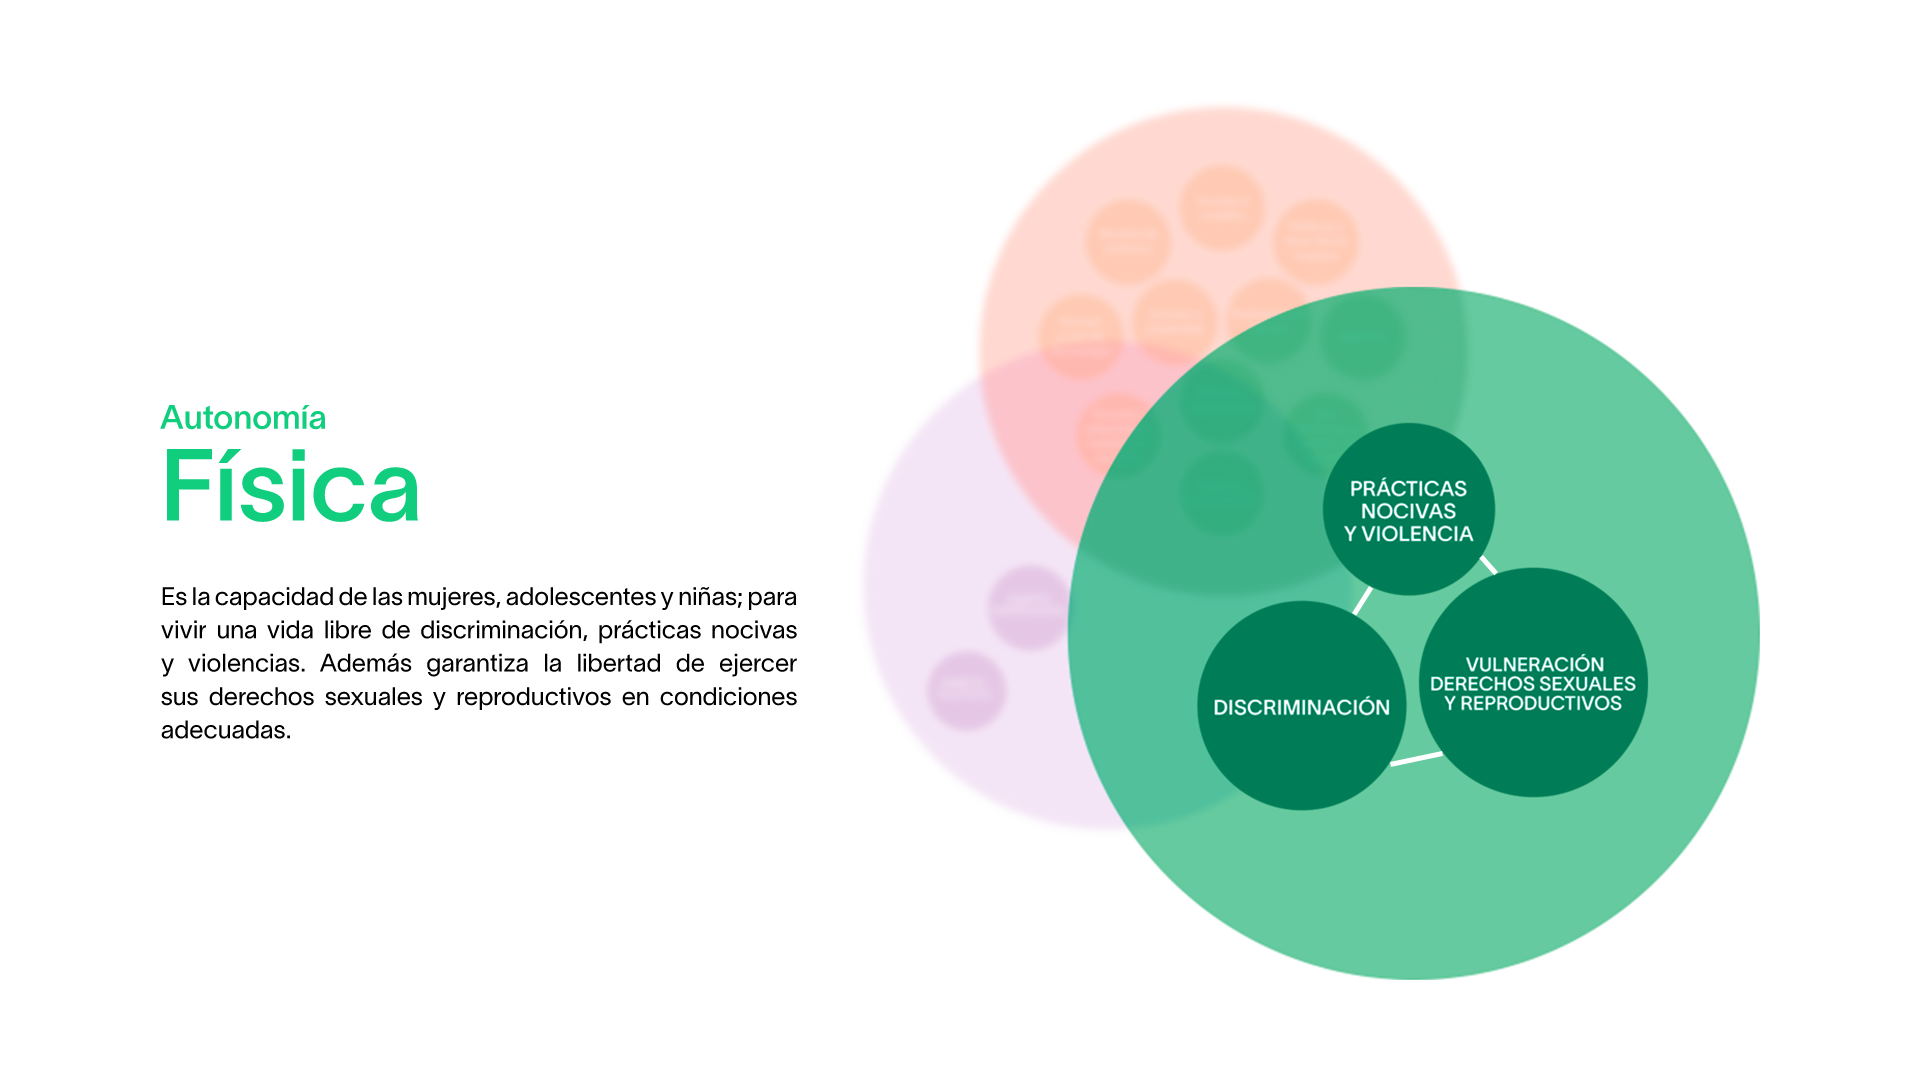 Autonomía
Física
Es la capacidad de las mujeres, adolescentes y niñas; para
vivir una vida libre de discriminación, prácticas nocivas
y violencias. Además garantiza la libertad de ejercer
sus derechos sexuales y reproductivos en condiciones
adecuadas.
PRÁCTICAS
NOCIVAS
Y VIOLENCIA
VULNERACIÓN
DERECHOS SEXUALES
Y REPRODUCTIVOS
DISCRIMINACIÓN